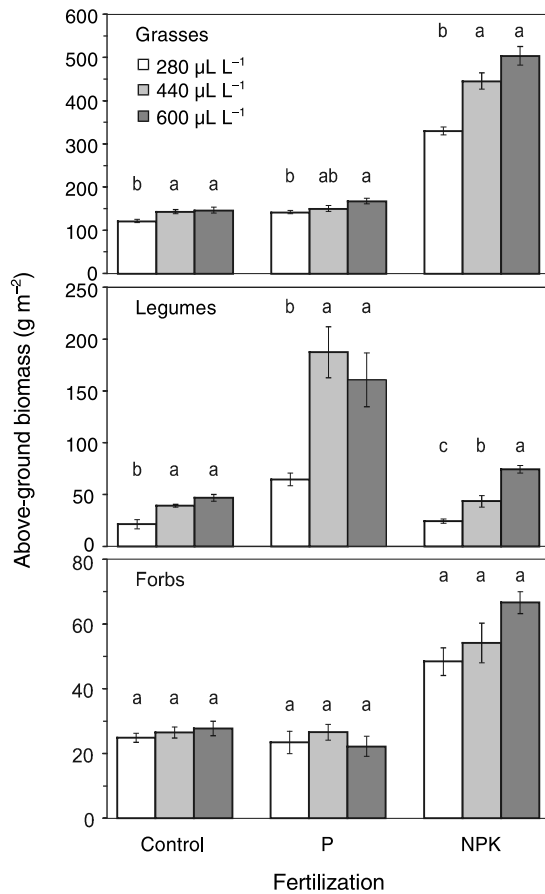 Above-ground biomass (g m⁻²)
Grasses
280 µL L⁻¹
440 µL L⁻¹
600 µL L⁻¹
600
500
400
300
200
150
100
0
b a a
b ab a
b a a
Legumes
250
200
150
100
50
0
b a a
b a a
c b a
Forbs
80
60
40
20
0
a a a
a a a
a a a
Control P NPK
Fertilization